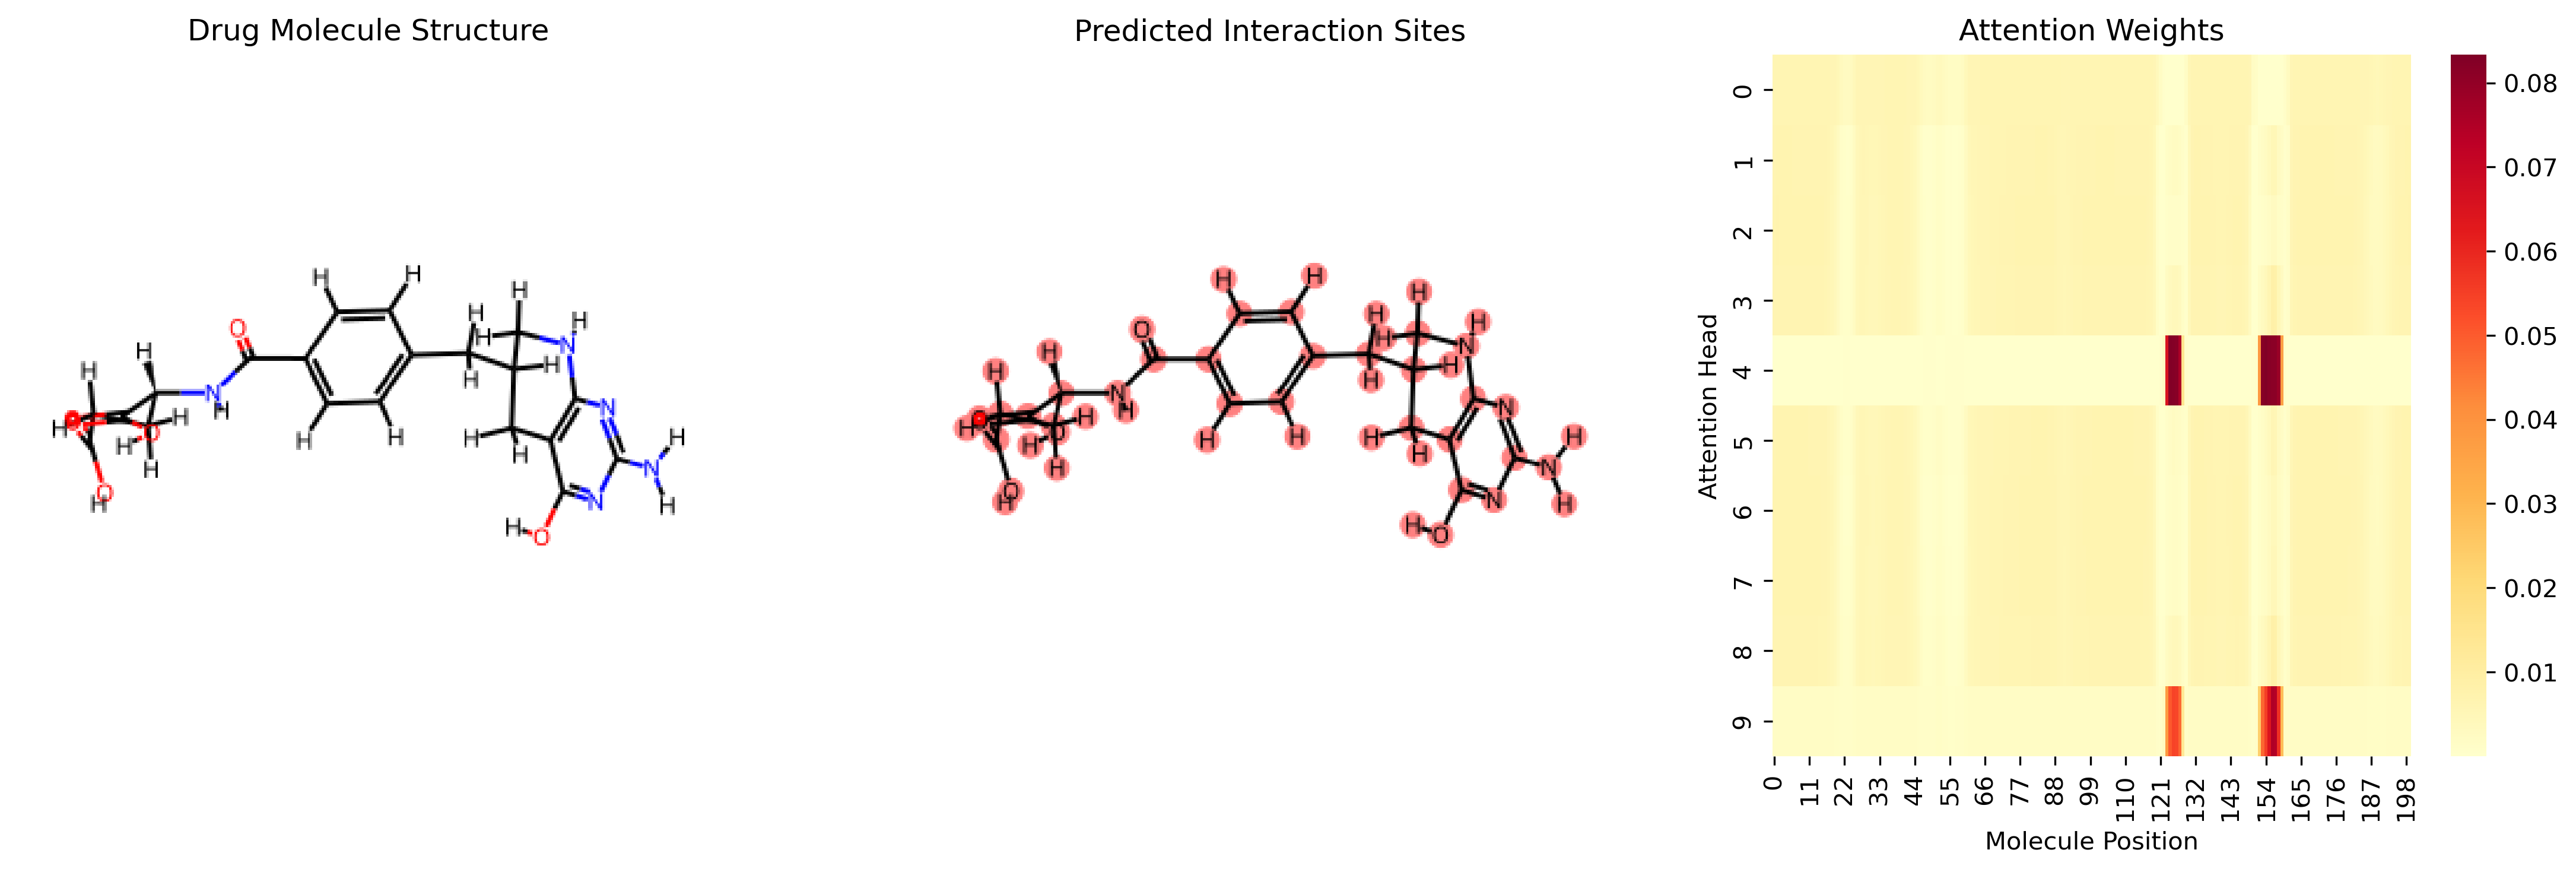 Drug Molecule Structure
H H H H H H O H H H H N H H H H H N N H H H O N H H O H N H H H O H H H H H O N H H O
Predicted Interaction Sites
H H H H H O H H H H N H H H N H H O H O H H H H H N H H N H O H H H O N H
Attention Weights
Attention Head
0
1
2
3
4
5
6
7
8
9
0 11 22 33 44 55 66 77 88 99 110 121 132 143 154 165 176 187 198
Molecule Position
0.08
0.07
0.06
0.05
0.04
0.03
0.02
0.01